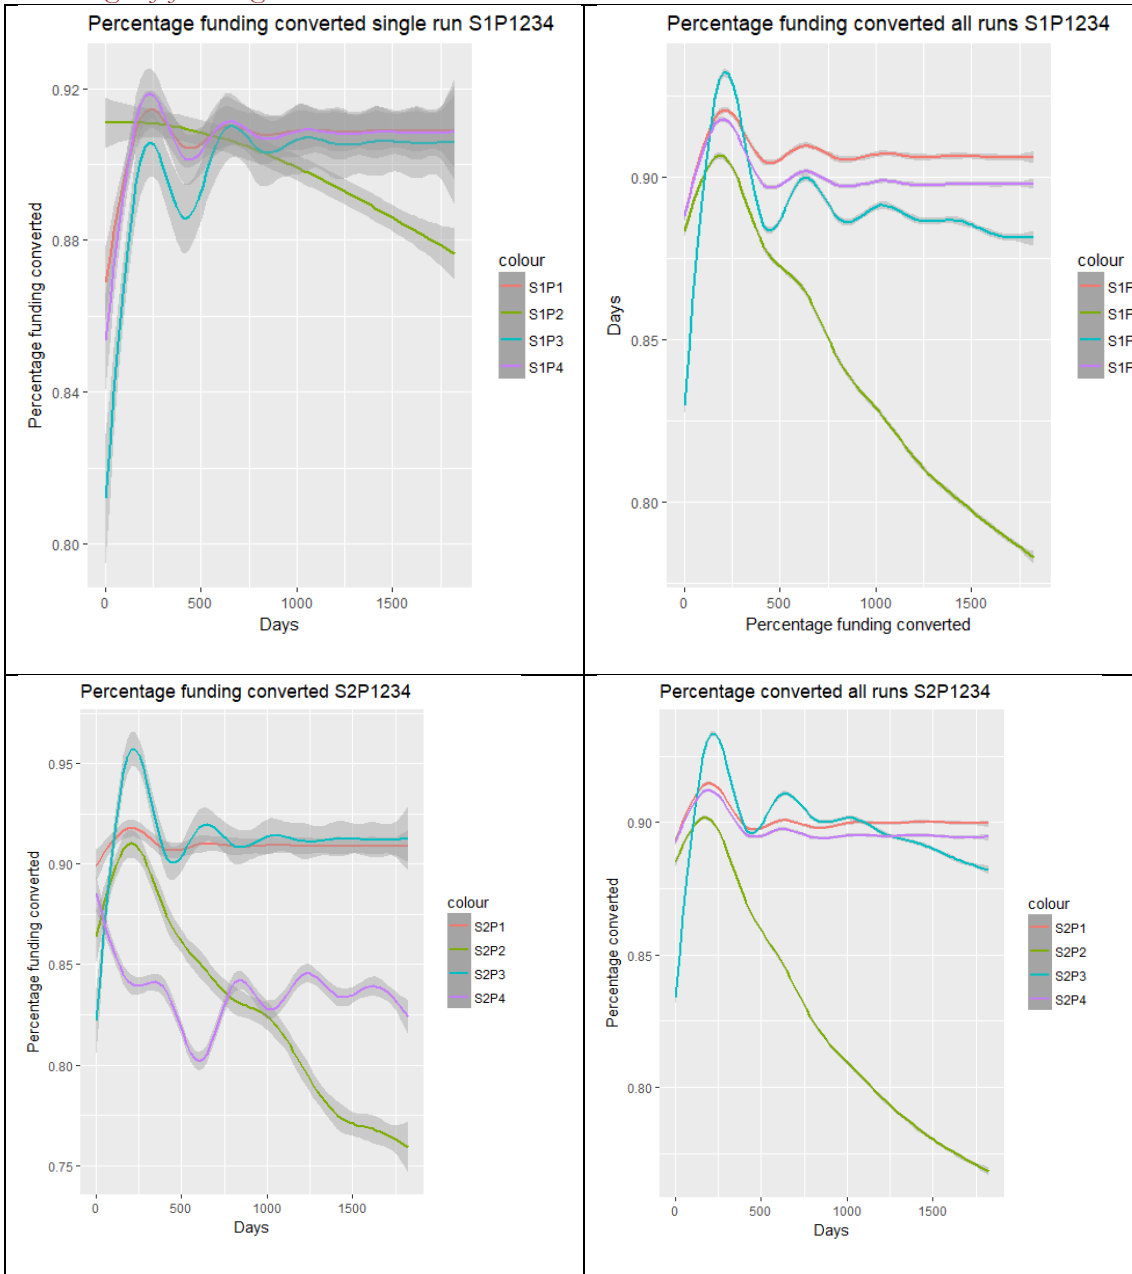 Percentage funding converted single run S1P1234
Percentage funding converted
0.92
0.88
0.84
0.80
0
500
1000
1500
Days
colour
S1P1
S1P2
S1P3
S1P4
Percentage funding converted all runs S1P1234
Days
0.90
0.85
0.80
0
500
1000
1500
Percentage funding converted
S1P
S1P
S1P
S1P
colour
Percentage funding converted S2P1234
Percentage funding converted
0.95
0.90
0.85
0.80
0.75
0
500
1000
1500
Days
colour
S2P1
S2P2
S2P3
S2P4
Percentage converted all runs S2P1234
Percentage converted
0.90
0.85
0.80
0
500
1000
1500
Days
colour
S2P1
S2P2
S2P3
S2P4